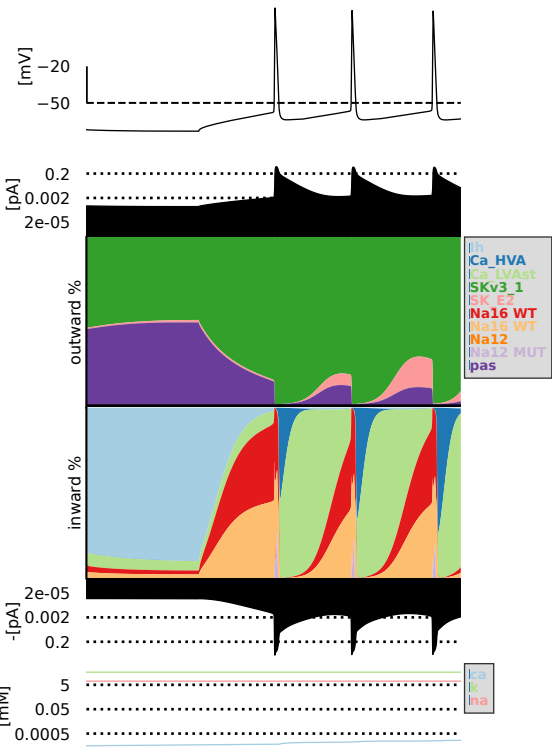 [mV]
−20
−50
[pA]
0.2
0.002
2e-05
outward %
Ih
Ca_HVA
Ca_LVAst
SKv3_1
SK_E2
Na16 WT
Na16 WT
Na12
Na12 MUT
pas
inward %
-[pA]
2e-05
0.002
0.2
[mM]
5
0.05
0.0005
ca
k
na